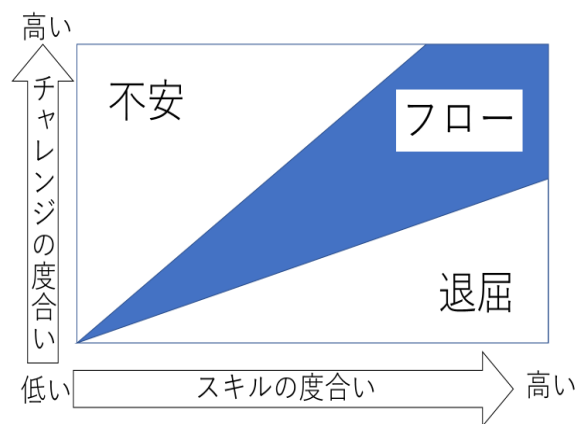 高い
チャレンジの度合い
不安
フロー
退屈
低い
スキルの度合い
高い